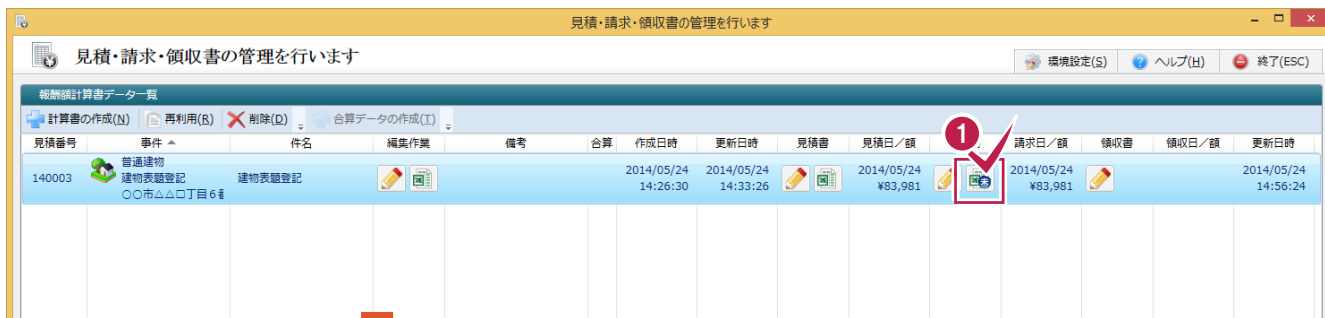 見積・請求・領収書の管理を行います
見積・請求・領収書の管理を行います
環境設定(S) ヘルプ(H) 終了(ESC)
報酬額計算書データ一覧
計算書の作成(N) 再利用(R) 削除(D) 合算データの作成(T)
見積番号 事件 件名 編集作業 備考 合算 作成日時 更新日時 見積書 見積日/額 請求日/額 領収書 領収日/額 更新日時
140003
普通建物
建物表題登記
○○市△△□丁目6番
建物表題登記
2014/05/24
14:26:30
2014/05/24
14:33:26
2014/05/24
¥83,981
未
2014/05/24
¥83,981
2014/05/24
14:56:24
1